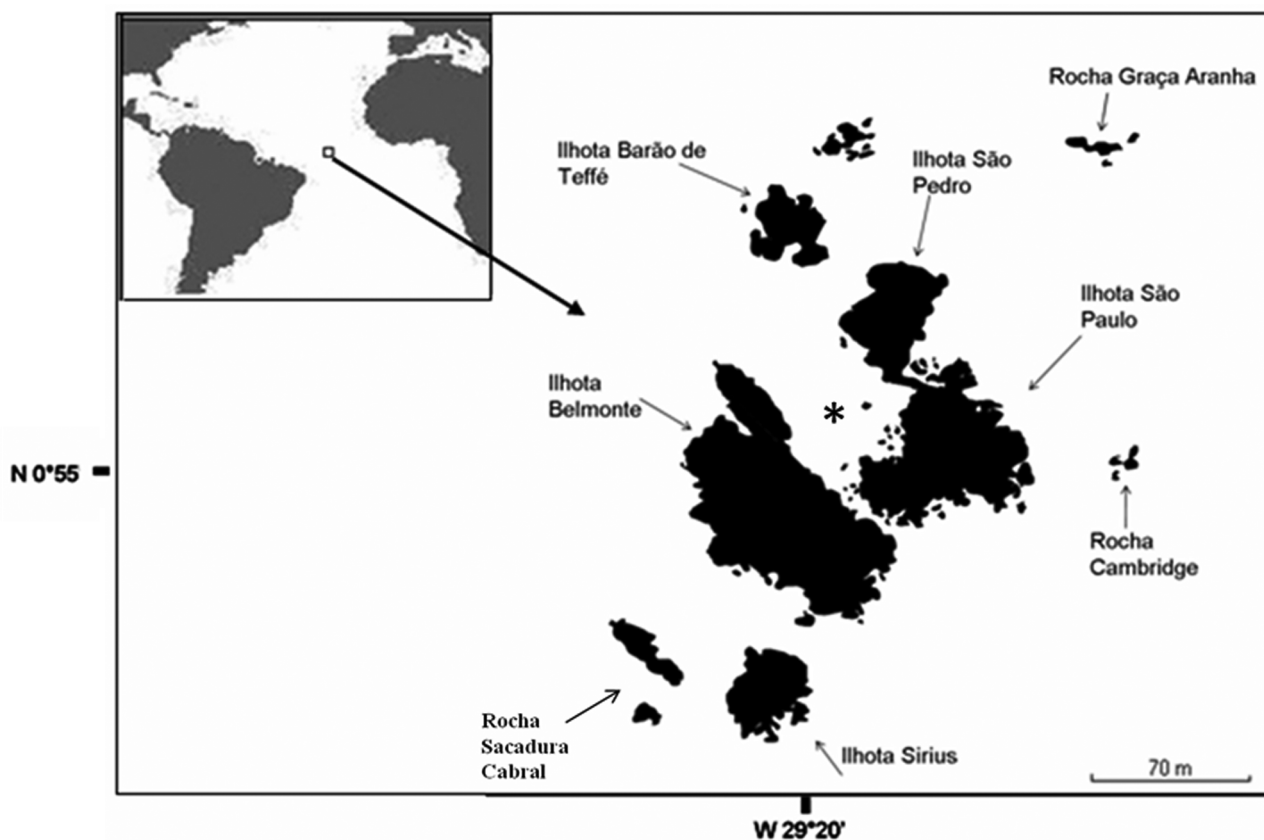 Rocha Graça Aranha
Ilhota Barão de
Teffé
Ilhota São
Pedro
Ilhota São
Paulo
Ilhota
Belmonte
*
N 0°55
Rocha
Cambridge
Rocha
Sacadura
Cabral
Ilhota Sirius
70 m
W 29°20'